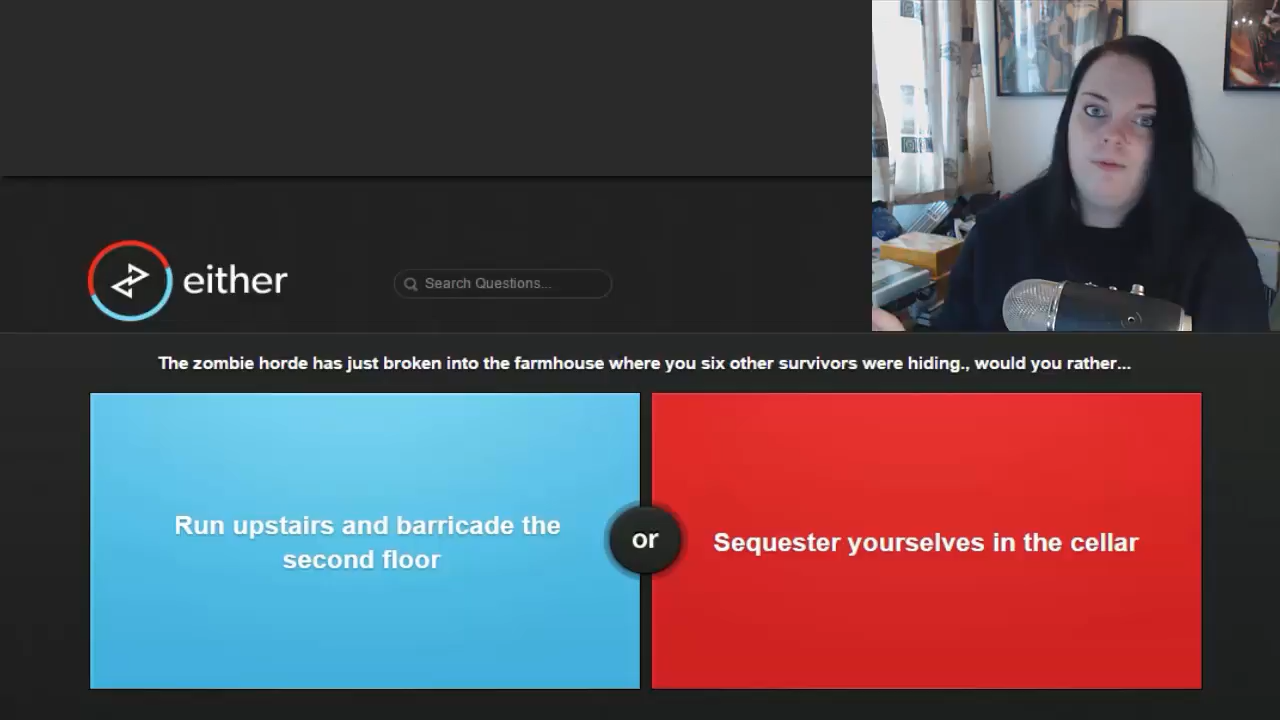 either
Search Questions...
The zombie horde has just broken into the farmhouse where you six other survivors were hiding., would you rather...
Run upstairs and barricade the
second floor
or
Sequester yourselves in the cellar